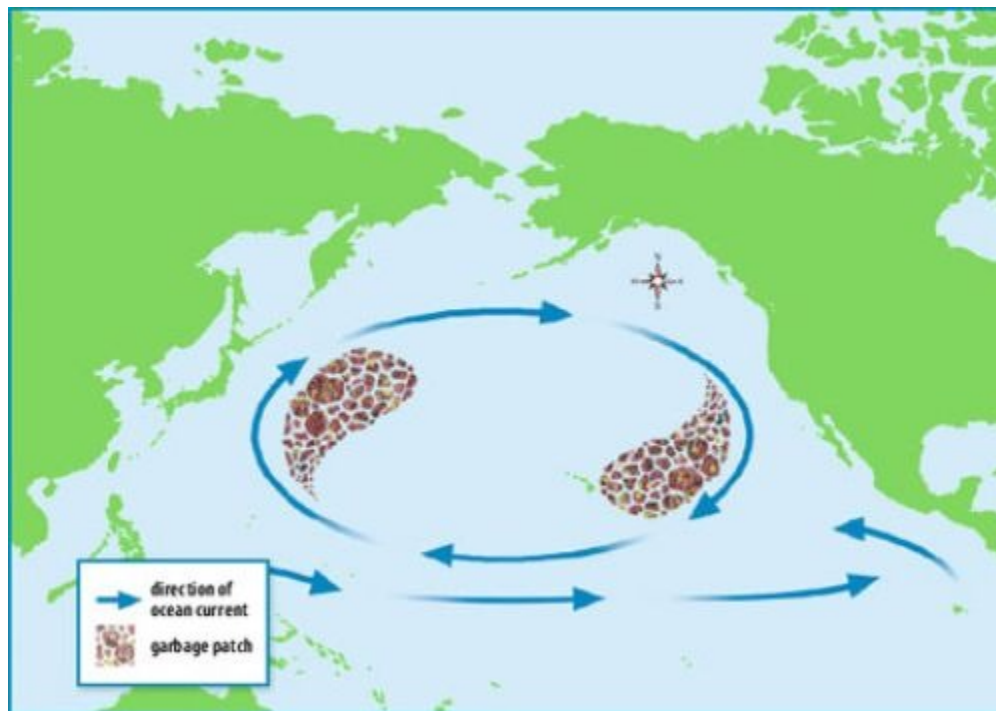 direction of
ocean current
garbage patch